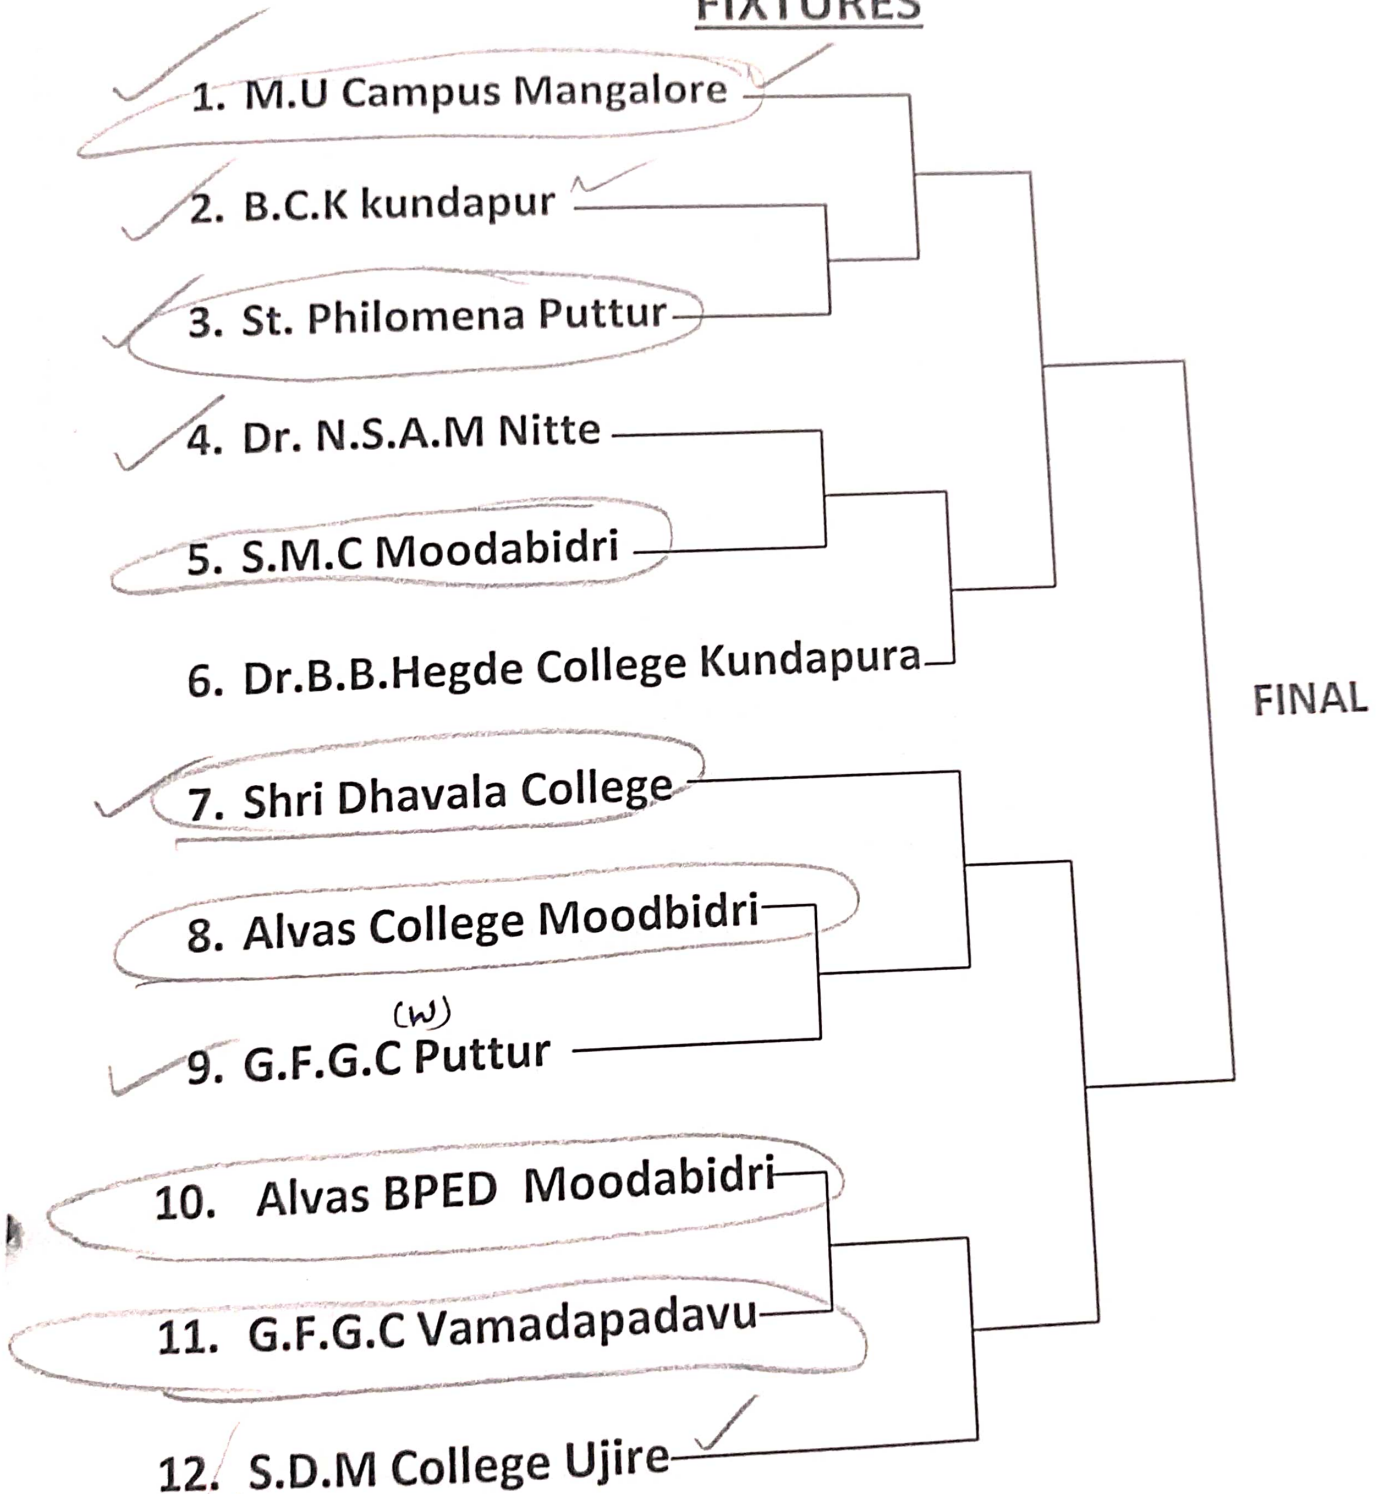 FIXTURES
1. M.U Campus Mangalore
2. B.C.K kundapur
3. St. Philomena Puttur
4. Dr. N.S.A.M Nitte
5. S.M.C Moodabidri
6. Dr.B.B.Hegde College Kundapura
FINAL
7. Shri Dhavala College
8. Alvas College Moodbidri
(W)
9. G.F.G.C Puttur
10. Alvas BPED Moodabidri
11. G.F.G.C Vamadapadavu
12. S.D.M College Ujire